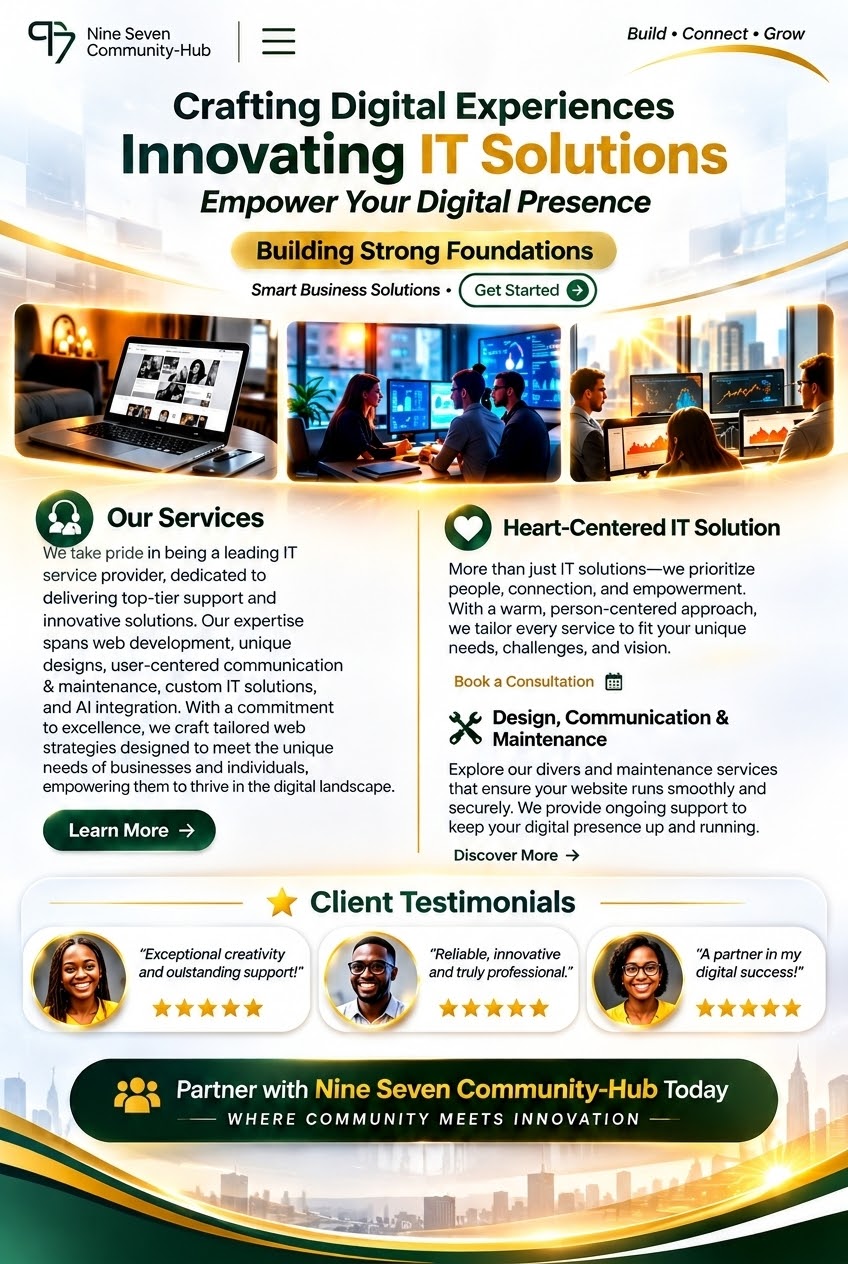 Nine Seven
Community-Hub
Build • Connect • Grow
Crafting Digital Experiences
Innovating IT Solutions
Empower Your Digital Presence
Building Strong Foundations
Smart Business Solutions •
Get Started
Our Services
We take pride in being a leading IT
service provider, dedicated to
delivering top-tier support and
innovative solutions. Our expertise
spans web development, unique
designs, user-centered communication
& maintenance, custom IT solutions,
and AI integration. With a commitment
to excellence, we craft tailored web
strategies designed to meet the unique
needs of businesses and individuals,
empowering them to thrive in the digital landscape.
Learn More →
Heart-Centered IT Solution
More than just IT solutions—we prioritize
people, connection, and empowerment.
With a warm, person-centered approach,
we tailor every service to fit your unique
needs, challenges, and vision.
Book a Consultation
Design, Communication &
Maintenance
Explore our divers and maintenance services
that ensure your website runs smoothly and
securely. We provide ongoing support to
keep your digital presence up and running.
Discover More →
Client Testimonials
“Exceptional creativity
and oulstanding support!”
“Reliable, innovative
and truly professional.”
“A partner in my
digital success!”
Partner with Nine Seven Community-Hub Today
WHERE COMMUNITY MEETS INNOVATION